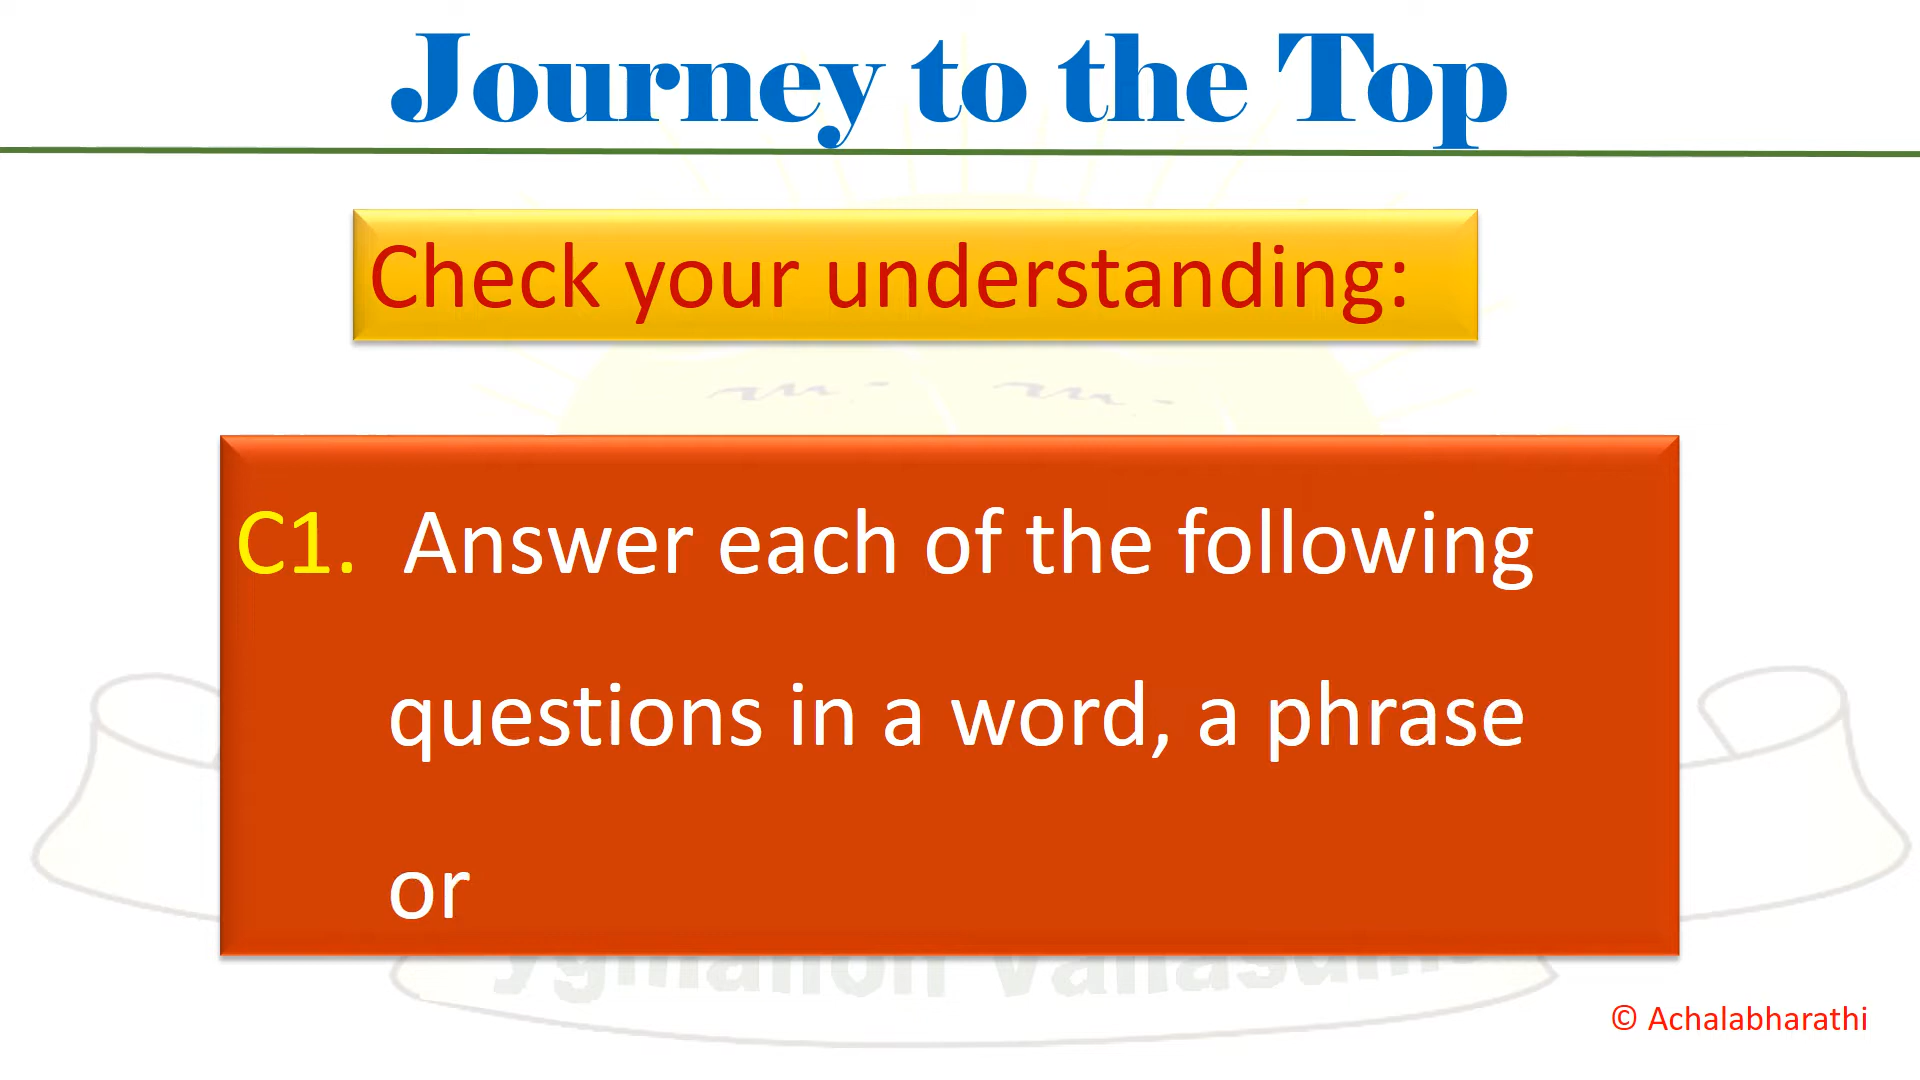 Journey to the Top
Check your understanding:
C1. Answer each of the following
questions in a word, a phrase
or
© Achalabharathi